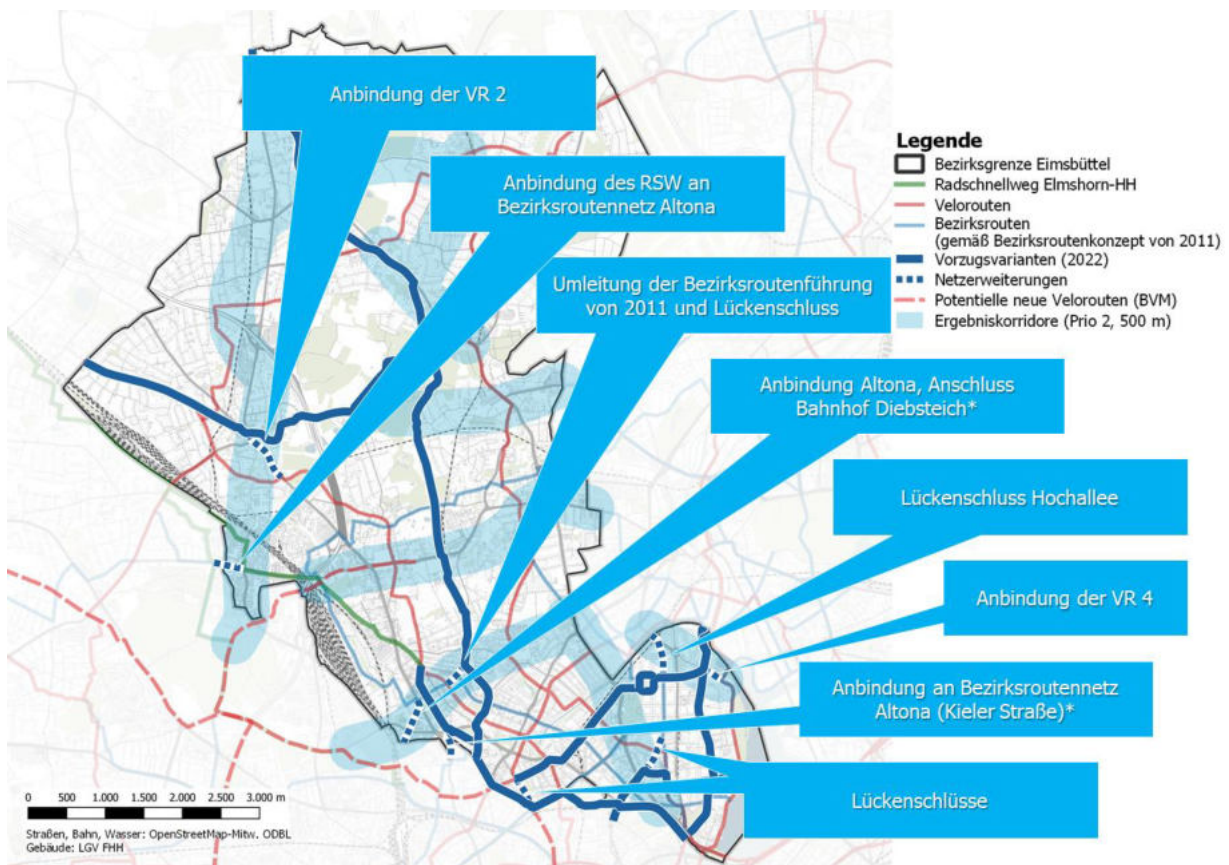 Anbindung der VR 2
Anbindung des RSW an
Bezirksroutennetz Altona
Umleitung der Bezirksroutenführung
von 2011 und Lückenschluss
Anbindung Altona, Anschluss
Bahnhof Diebsteich*
Lückenschluss Hochallee
Anbindung der VR 4
Anbindung an Bezirksroutennetz
Altona (Kieler Straße)*
Lückenschlüsse
Legende
Bezirksgrenze Eimsbüttel
Radschnellweg Elmshorn-HH
Velorouten
Bezirksrouten
(gemäß Bezirksroutenkonzept von 2011)
Vorzugsvarianten (2022)
Netzerweiterungen
Potentielle neue Velorouten (BVM)
Ergebniskorridore (Prio 2, 500 m)
0 500 1.000 1.500 2.000 2.500 3.000 m
Straßen, Bahn, Wasser: OpenStreetMap-Mitw. ODBL
Gebäude: LGV FHH